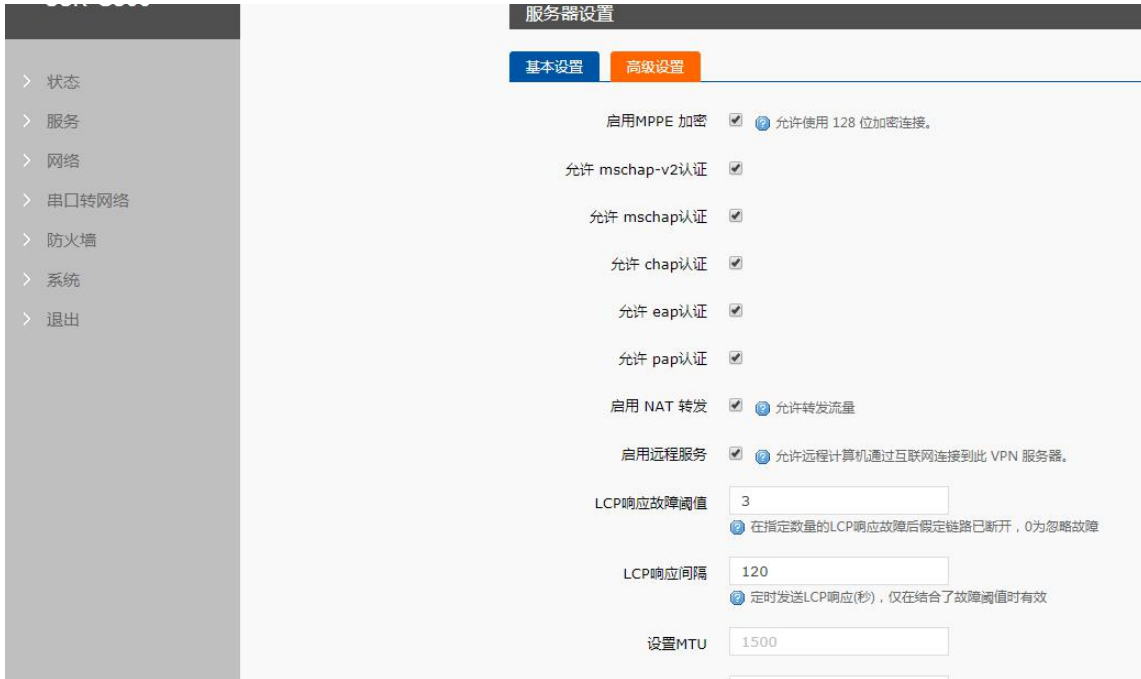 服务器设置
基本设置
高级设置
状态
服务
网络
串口转网络
防火墙
系统
退出
启用MPPE 加密
允许使用 128 位加密连接。
允许 mschap-v2认证
允许 mschap认证
允许 chap认证
允许 eap认证
允许 pap认证
启用 NAT 转发
允许转发流量
启用远程服务
允许远程计算机通过互联网连接到此 VPN 服务器。
LCP响应故障阈值
3
在指定数量的LCP响应故障后假定链路已断开，0为忽略故障
LCP响应间隔
120
定时发送LCP响应(秒)，仅在结合了故障阈值时有效
设置MTU
1500